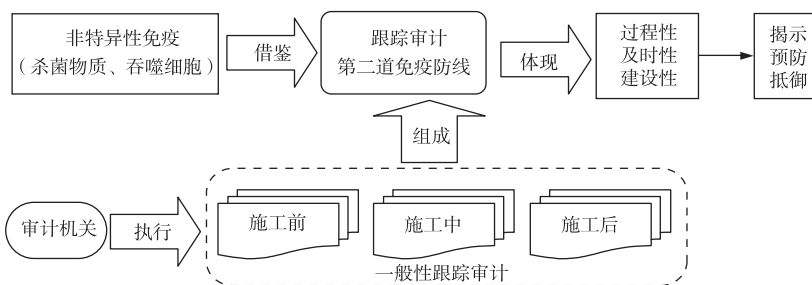 非特异性免疫
（杀菌物质、吞噬细胞）
借鉴
跟踪审计
第二道免疫防线
体现
过程性
及时性
建设性
揭示
预防
抵御
组成
审计机关
执行
施工前
施工中
施工后
一般性跟踪审计